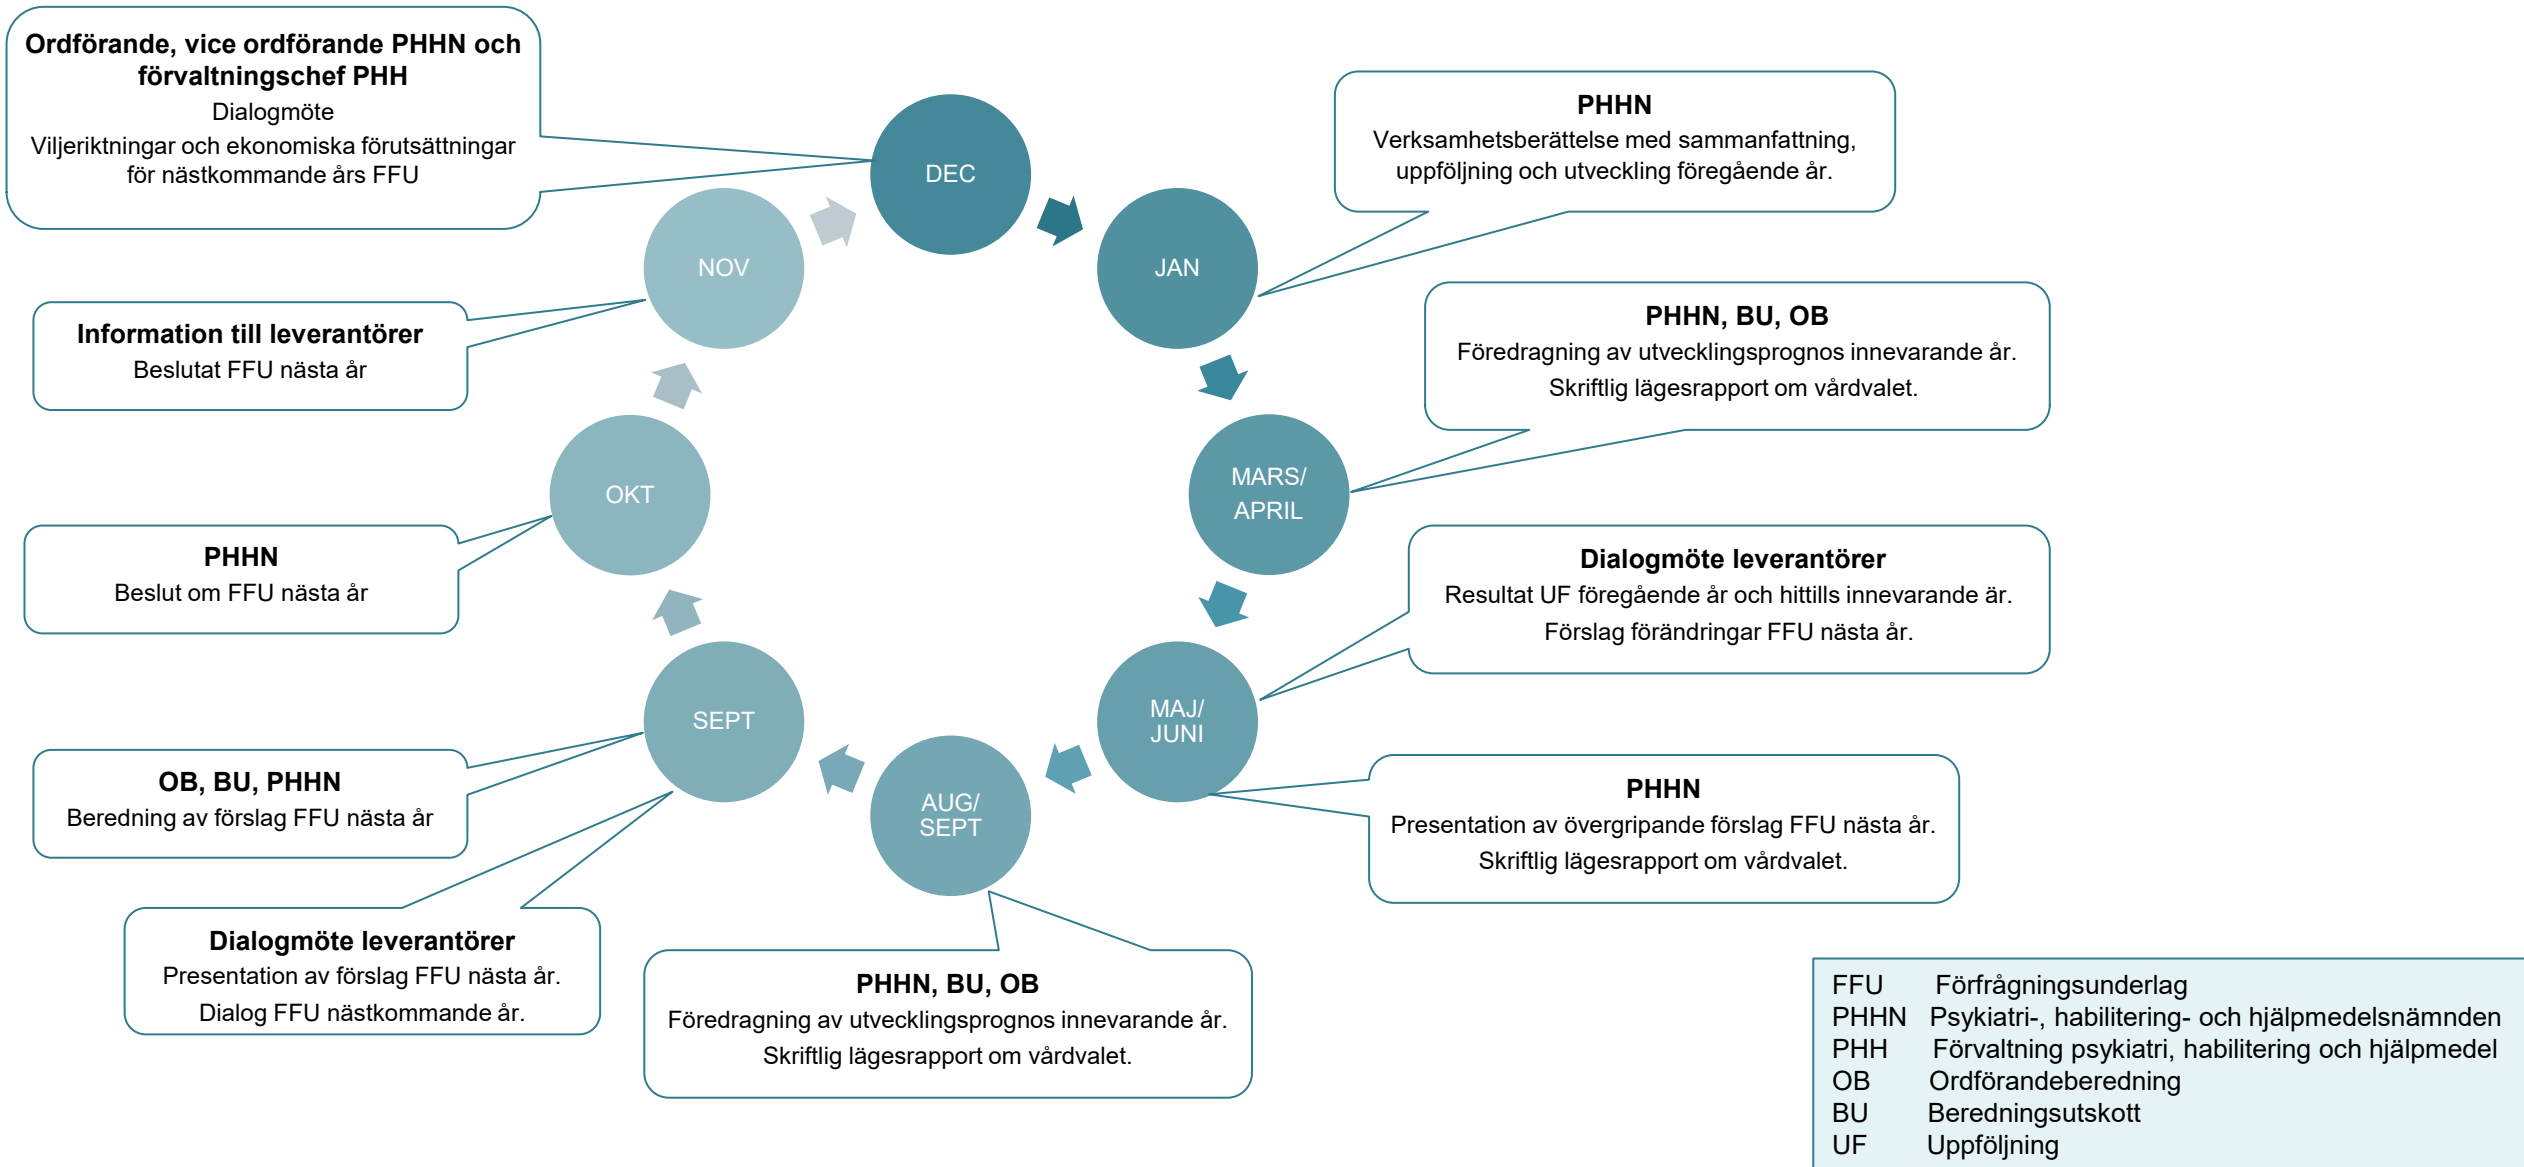 Ordförande, vice ordförande PHHN och
förvaltningschef PHH
Dialogmöte
Viljeriktningar och ekonomiska förutsättningar
för nästkommande års FFU
DEC
PHHN
Verksamhetsberättelse med sammanfattning,
uppföljning och utveckling föregående år.
JAN
NOV
PHHN, BU, OB
Föredragning av utvecklingsprognos innevarande år.
Skriftlig lägesrapport om vårdvalet.
Information till leverantörer
Beslutat FFU nästa år
MARS/
APRIL
OKT
PHHN
Beslut om FFU nästa år
Dialogmöte leverantörer
Resultat UF föregående år och hittills innevarande är.
Förslag förändringar FFU nästa år.
MAJ/
JUNI
SEPT
OB, BU, PHHN
Beredning av förslag FFU nästa år
PHHN
Presentation av övergripande förslag FFU nästa år.
Skriftlig lägesrapport om vårdvalet.
AUG/
SEPT
Dialogmöte leverantörer
Presentation av förslag FFU nästa år.
Dialog FFU nästkommande år.
PHHN, BU, OB
Föredragning av utvecklingsprognos innevarande år.
Skriftlig lägesrapport om vårdvalet.
FFU Förfrågningsunderlag
PHHN Psykiatri-, habilitering- och hjälpmedelsnämnden
PHH Förvaltning psykiatri, habilitering och hjälpmedel
OB Ordförandeberedning
BU Beredningsutskott
UF Uppföljning